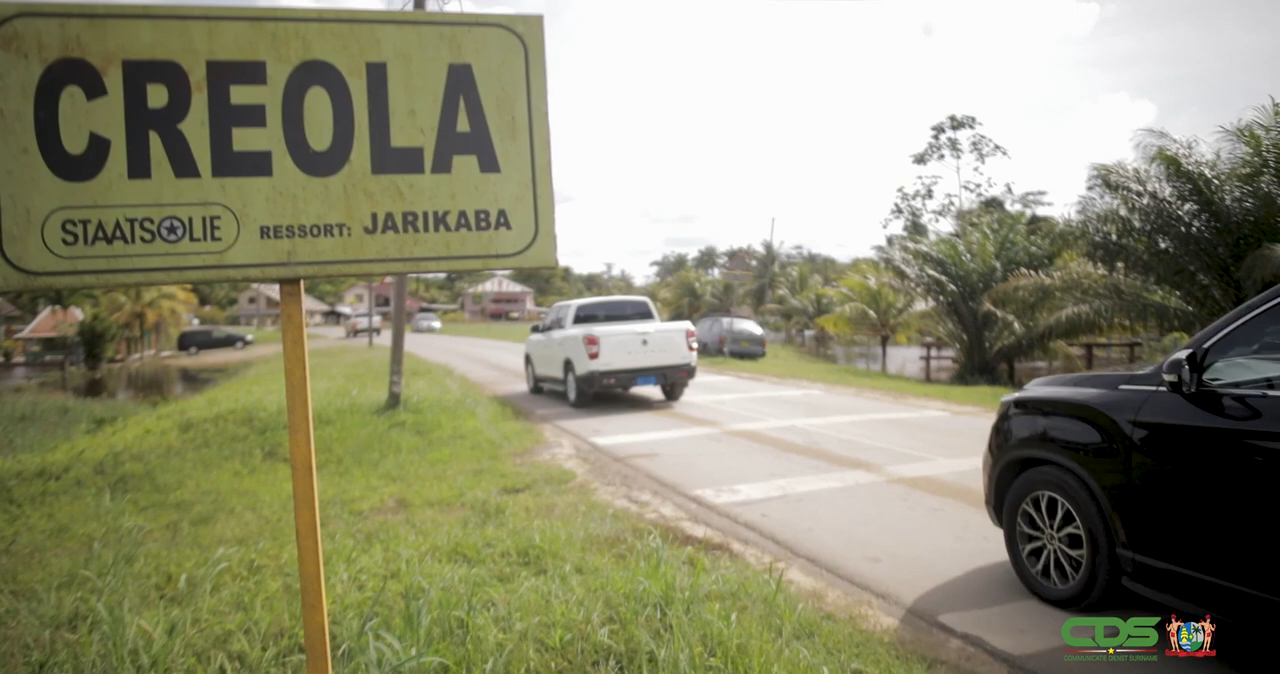 CREOLA
STAATSOLIE RESSORT: JARIKABA
CDS
COMMUNICATIE DIENST SURINAME